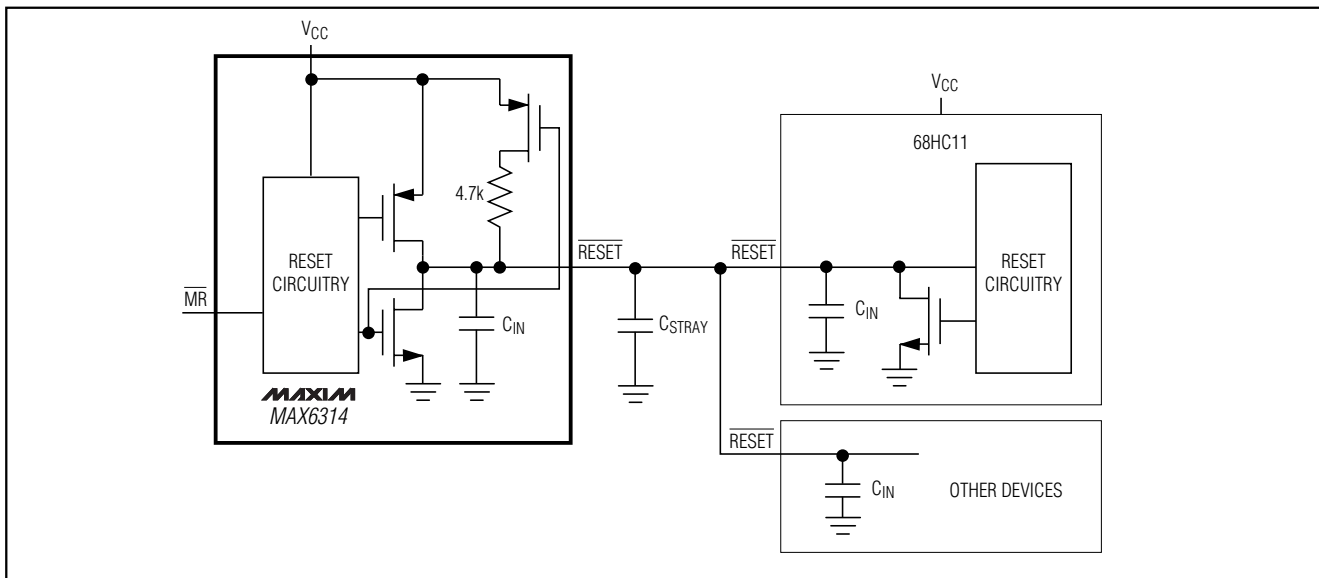 VCC
4.7k
RESET
CIRCUITRY
MR
CIN
MAXIM
MAX6314
RESET
CSTRAY
RESET
VCC
68HC11
CIN
RESET
CIRCUITRY
RESET
CIN
OTHER DEVICES